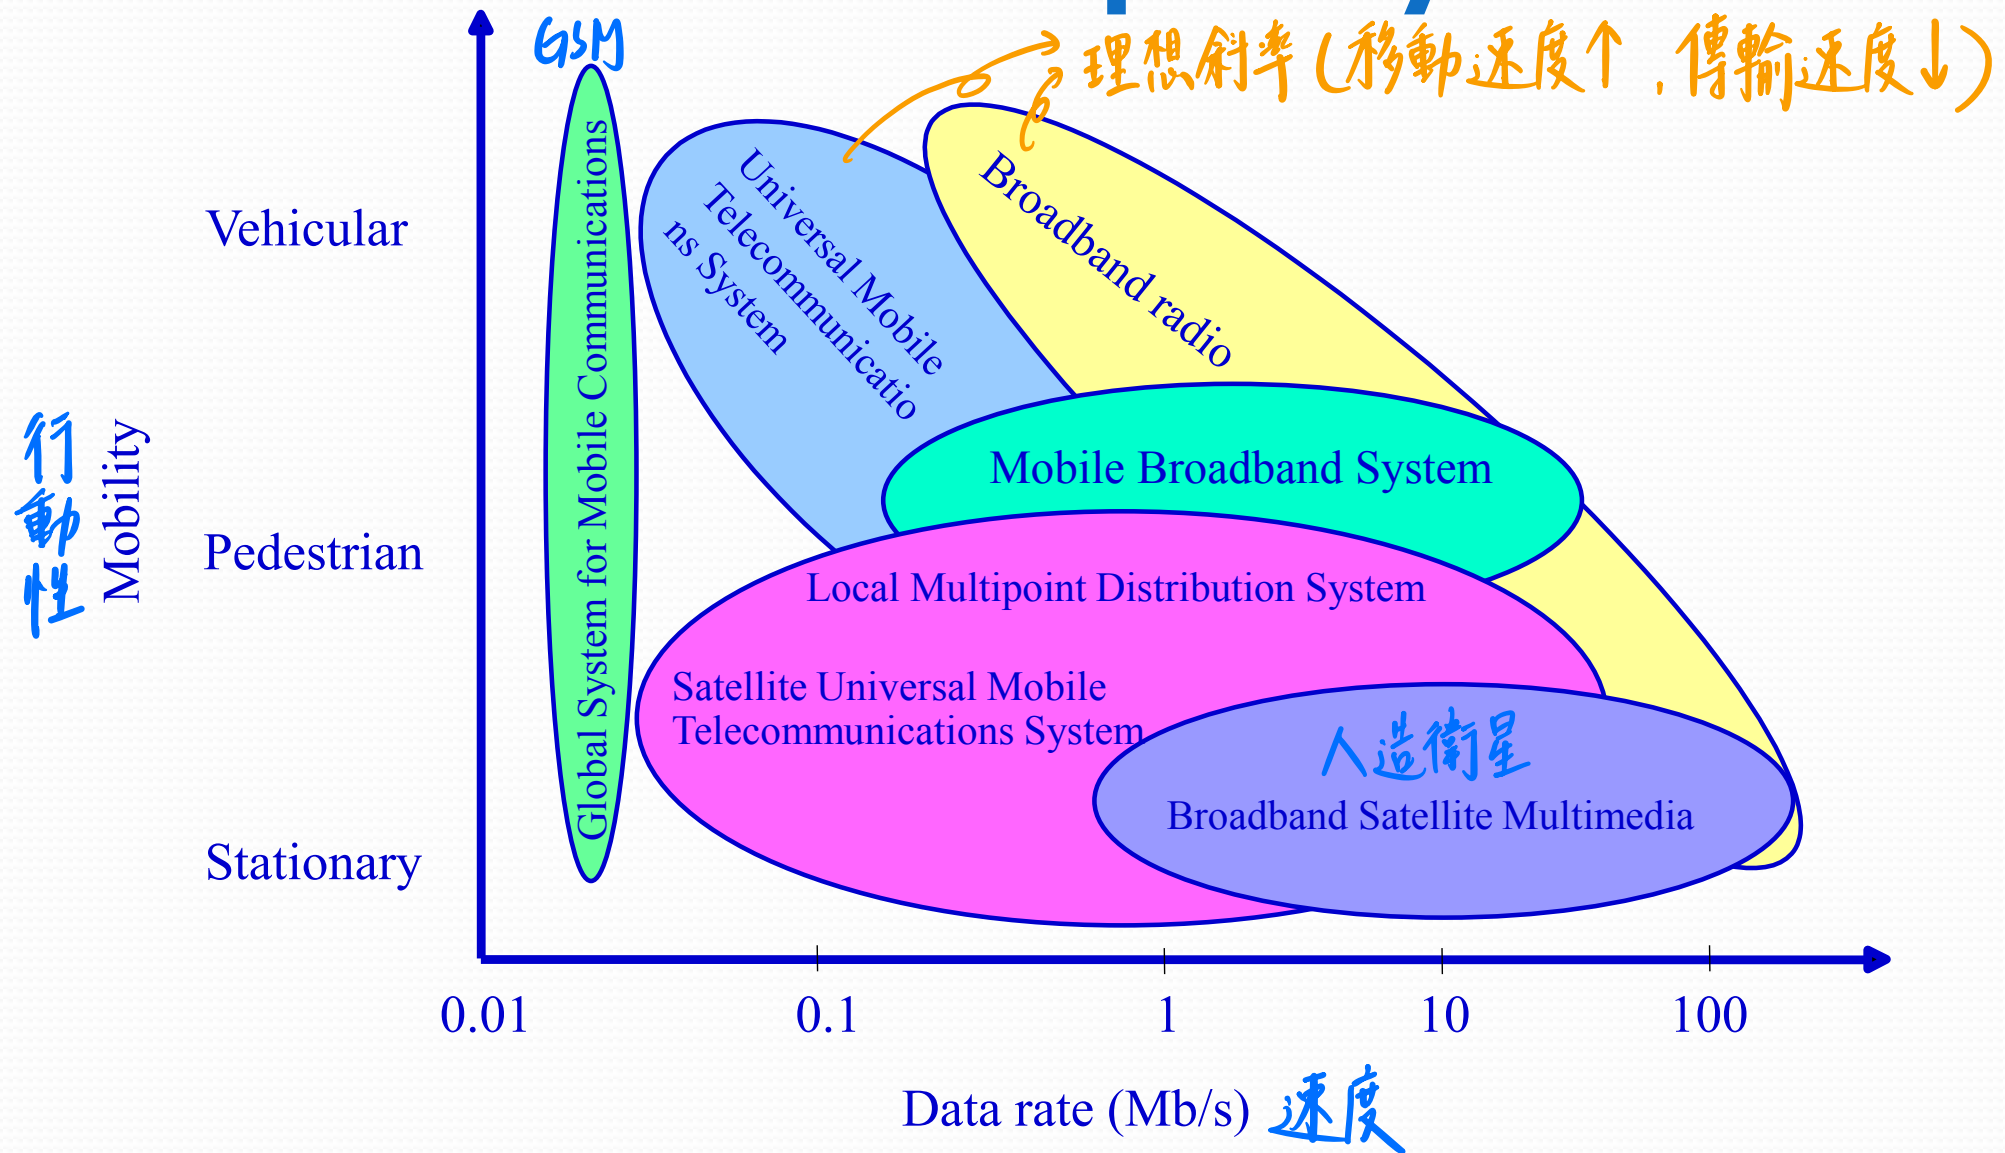 GSM
理想斜率(移動速度↑,傳輸速度↓)
Vehicular
Pedestrian
Stationary
行動性
Mobility
Global System for Mobile Communications
Universal Mobile
Telecommunicatio
ns System
Broadband radio
Mobile Broadband System
Local Multipoint Distribution System
Satellite Universal Mobile
Telecommunications System
人造衛星
Broadband Satellite Multimedia
0.01 0.1 1 10 100
Data rate (Mb/s) 速度